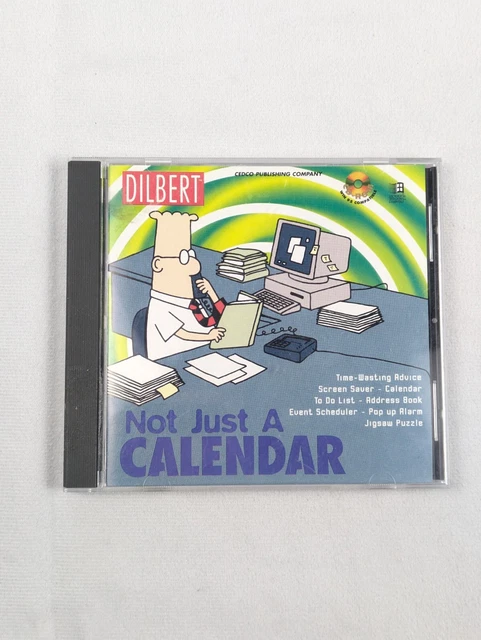 DILBERT
CEDCO PUBLISHING COMPANY
Time-Wasting Advice
Screen Saver - Calendar
To Do List - Address Book
Event Scheduler - Pop up Alarm
Jigsaw Puzzle
Not Just A
CALENDAR